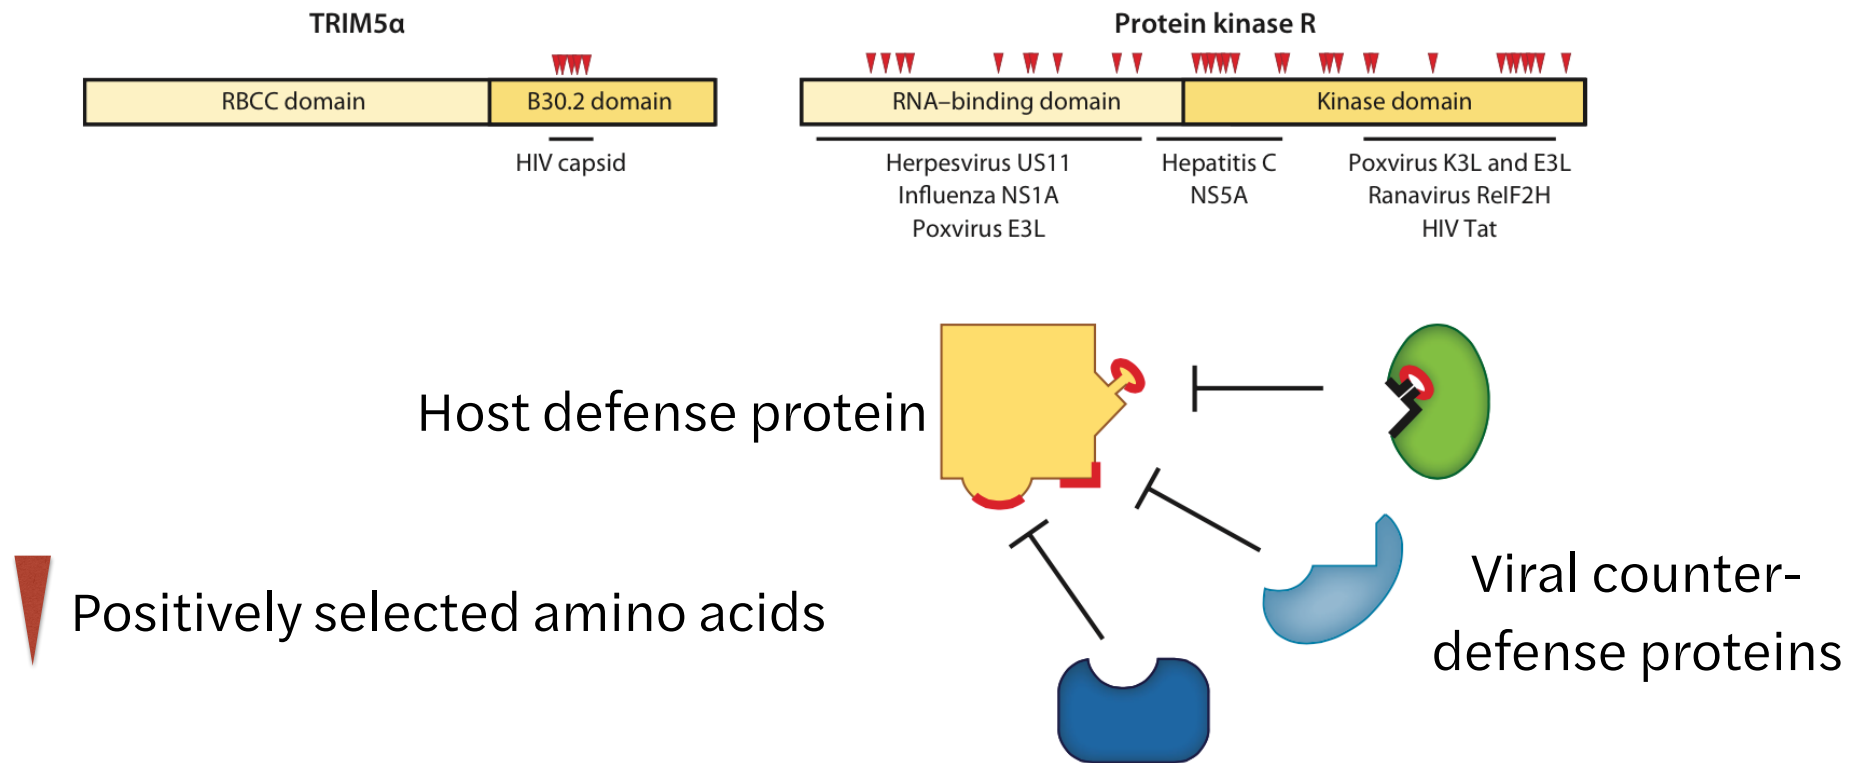 TRIM5α
Protein kinase R
RBCC domain
B30.2 domain
RNA–binding domain
Kinase domain
HIV capsid
Herpesvirus US11
Influenza NS1A
Poxvirus E3L
Hepatitis C
NS5A
Poxvirus K3L and E3L
Ranavirus ReIF2H
HIV Tat
Host defense protein
Positively selected amino acids
Viral counter-
defense proteins